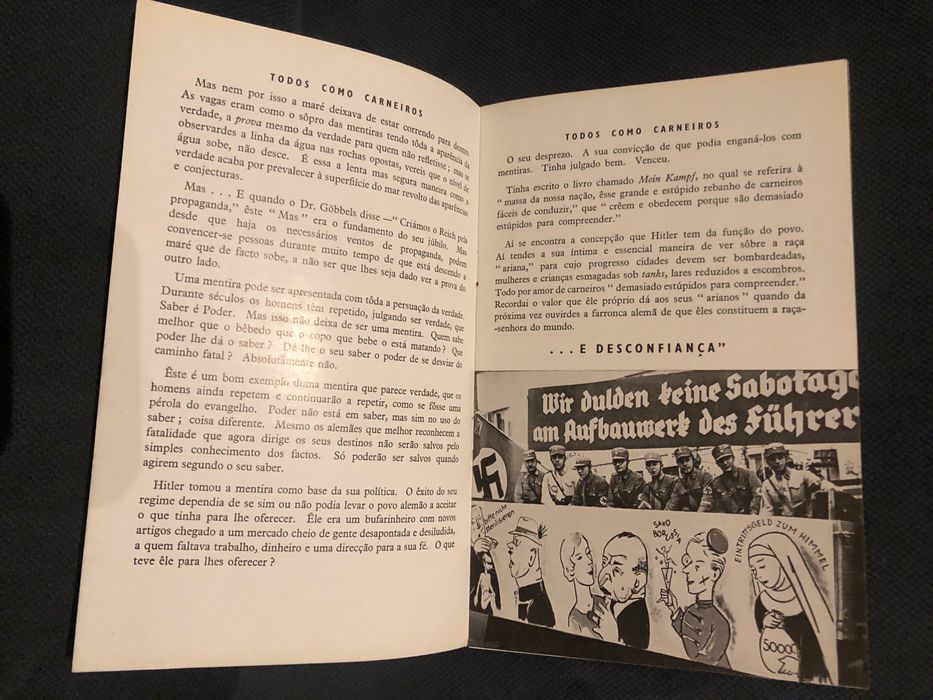 TODOS COMO CARNEIROS
Mas nem por isso a maré deixava de estar correndo para dentro.
As vagas eram como o sôpro das mentiras tendo tôda a aparência da
verdade, a prova mesmo da verdade para quem não refletisse; mas se
observardes a linha da água nas rochas opostas, vereis que o nível de
água sobe, não desce. É essa a lenta mas segura maneira como a
verdade acaba por prevalecer à superfície do mar revolto das aparências
e conjecturas.
Mas . . . E quando o Dr. Göbbels disse—“ Criámos o Reich pela
propaganda,” êste “ Mas ” era o fundamento do seu júbilo. Mas
desde que haja os necessários ventos de propaganda, podem
convencer-se pessoas durante muito tempo de que está descendo a
maré que de facto sobe, a não ser que lhes seja dado ver a prova do
outro lado.
Uma mentira pode ser apresentada com tôda a persuação da verdade.
Durante séculos os homens têm repetido, julgando ser verdade, que
Saber é Poder. Mas isso não deixa de ser uma mentira. Quem sabe
melhor que o bêbedo que o copo que bebe o está matando ? Que
poder lhe dá o saber ? Dá-lhe o seu saber o poder de se desviar do
caminho fatal ? Absolutamente não.
Êste é um bom exemplo duma mentira que parece verdade, que os
homens ainda repetem e continuarão a repetir, como se fôsse uma
pérola do evangelho. Poder não está em saber, mas sim no uso do
saber ; coisa diferente. Mesmo os alemães que melhor reconhecem a
fatalidade que agora dirige os seus destinos não serão salvos pelo
simples conhecimento dos factos. Só poderão ser salvos quando
agirem segundo o seu saber.
Hitler tomou a mentira como base da sua política. O êxito do seu
regime dependia de se sim ou não podia levar o povo alemão a aceitar
o que tinha para lhe oferecer. Êle era um bufarinheiro com novos
artigos chegado a um mercado cheio de gente desapontada e desiludida,
a quem faltava trabalho, dinheiro e uma direcção para a sua fé. O que
teve êle para lhes oferecer ?
TODOS COMO CARNEIROS
O seu desprezo. A sua convicção de que podia enganá-los com
mentiras. Tinha julgado bem. Venceu.
Tinha escrito o livro chamado Mein Kampf, no qual se referira à
“ massa da nossa nação, êsse grande e estúpido rebanho de carneiros
fáceis de conduzir,” que “ crêem e obedecem porque são demasiado
estúpidos para compreender.”
Aí se encontra a concepção que Hitler tem da função do povo.
Aí tendes a sua íntima e essencial maneira de ver sôbre a raça
“ ariana,” para cujo progresso cidades devem ser bombardeadas,
mulheres e crianças esmagadas sob tanks, lares reduzidos a escombros.
Todo por amor de carneiros “ demasiado estúpidos para compreender.”
Recordai o valor que êle próprio dá aos seus “ arianos ” quando da
próxima vez ouvirdes a farronca alemã de que êles constituem a raça-
senhora do mundo.
. . . E DESCONFIANÇA”
Wir dulden keine Sabotage
am Aufbauwerk des Führer
bitte nicht
SAXO
BORUSSIA
EINTRITTSGELD ZUM HIMMEL
50000